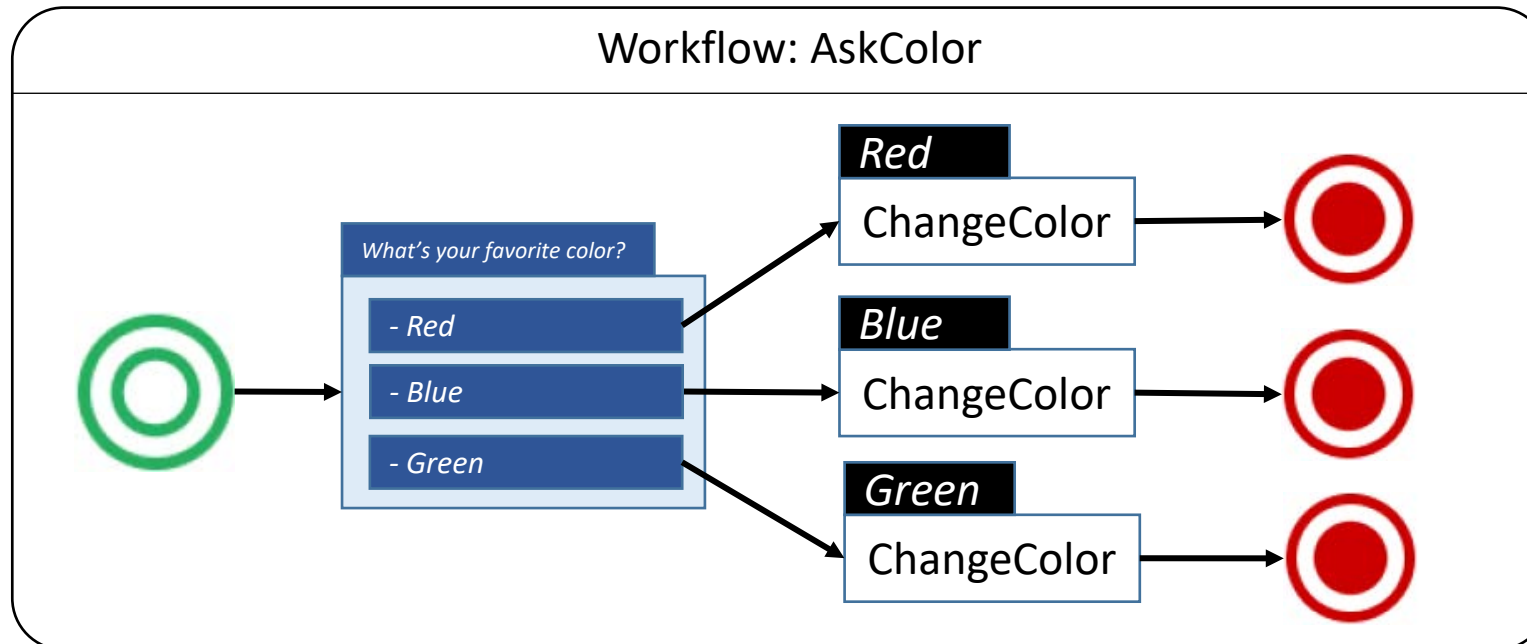 Workflow: AskColor
What’s your favorite color?
- Red
- Blue
- Green
Red
ChangeColor
Blue
ChangeColor
Green
ChangeColor